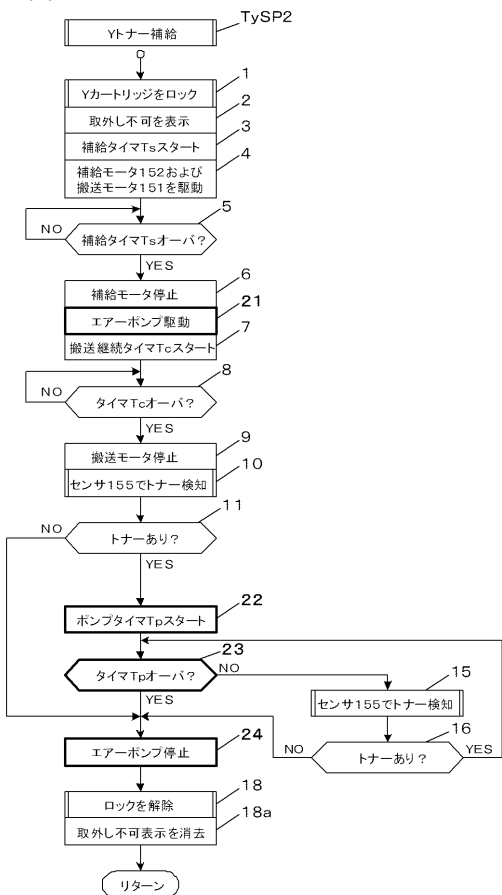 TySP2
Yトナー補給
1
Yカートリッジをロック
2
取外し不可を表示
3
補給タイマTsスタート
4
補給モータ152および
搬送モータ151を駆動
5
NO
補給タイマTsオーバ?
YES
6
補給モータ停止
21
エアーポンプ駆動
7
搬送継続タイマTcスタート
8
NO
タイマTcオーバ?
YES
9
搬送モータ停止
10
センサ155でトナー検知
11
NO
トナーあり?
YES
22
ポンプタイマTpスタート
23
NO
タイマTpオーバ?
15
YES
センサ155でトナー検知
16
24
NO
YES
エアーポンプ停止
トナーあり?
18
ロックを解除
18a
取外し不可表示を消去
リターン